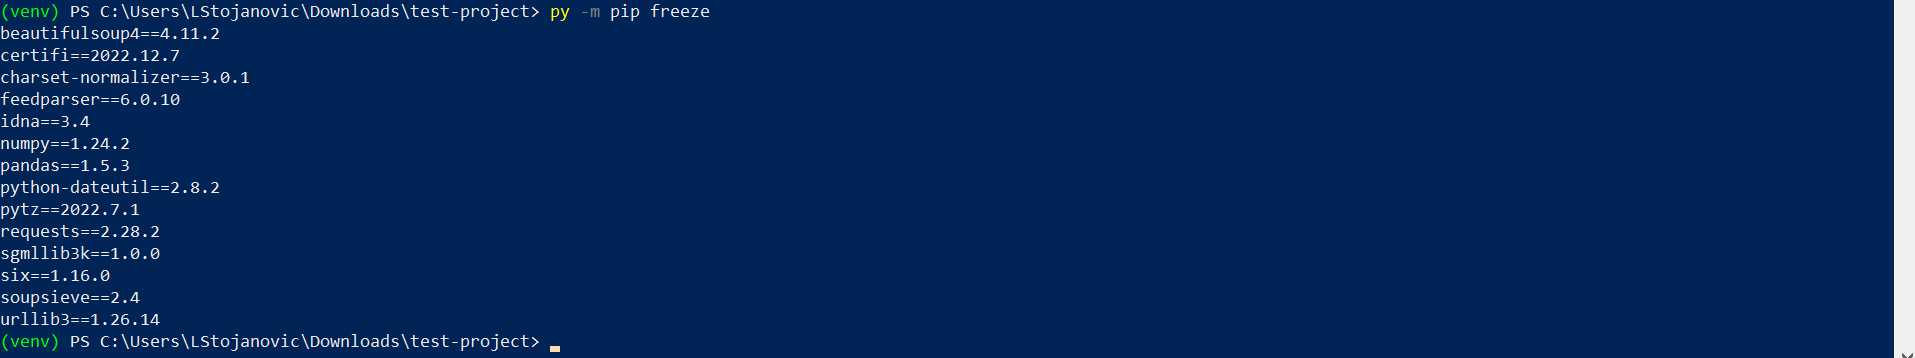 (venv) PS C:\Users\LStojanovic\Downloads\test-project> py -m pip freeze
beautifulsoup4==4.11.2
certifi==2022.12.7
charset-normalizer==3.0.1
feedparser==6.0.10
idna==3.4
numpy==1.24.2
pandas==1.5.3
python-dateutil==2.8.2
pytz==2022.7.1
requests==2.28.2
sgmllib3k==1.0.0
six==1.16.0
soupsieve==2.4
urllib3==1.26.14
(venv) PS C:\Users\LStojanovic\Downloads\test-project>